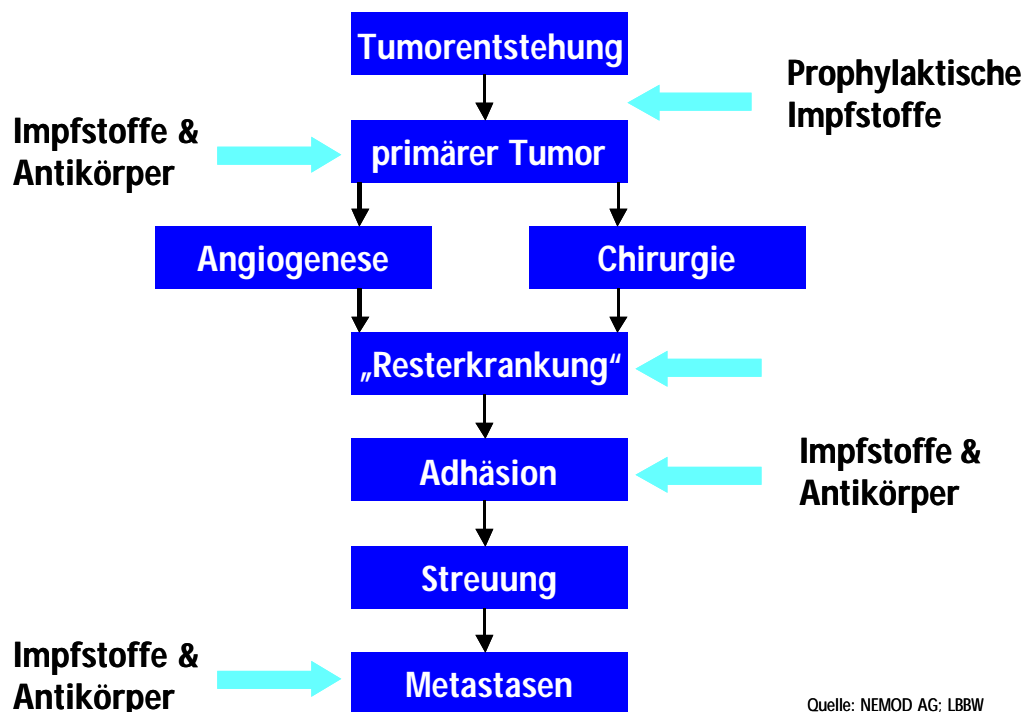 Tumorentstehung
Prophylaktische
Impfstoffe
Impfstoffe &
Antikörper
primärer Tumor
Angiogenese
Chirurgie
„Resterkrankung“
Adhäsion
Impfstoffe &
Antikörper
Streuung
Impfstoffe &
Antikörper
Metastasen
Quelle: NEMOD AG; LBBW